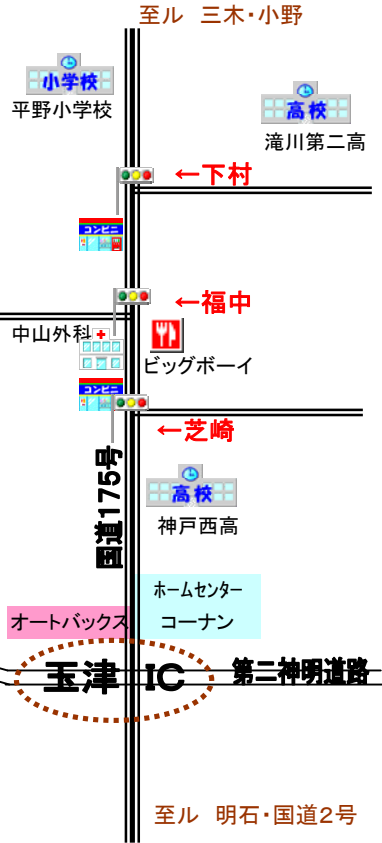 至ル 三木・小野
小学校
平野小学校
高校
滝川第二高
←下村
コンビニ
←福中
中山外科
ビッグボーイ
コンビニ
←芝崎
国道175号
高校
神戸西高
ホームセンター
コーナン
オートバックス
玉津 IC
第二神明道路
至ル 明石・国道2号